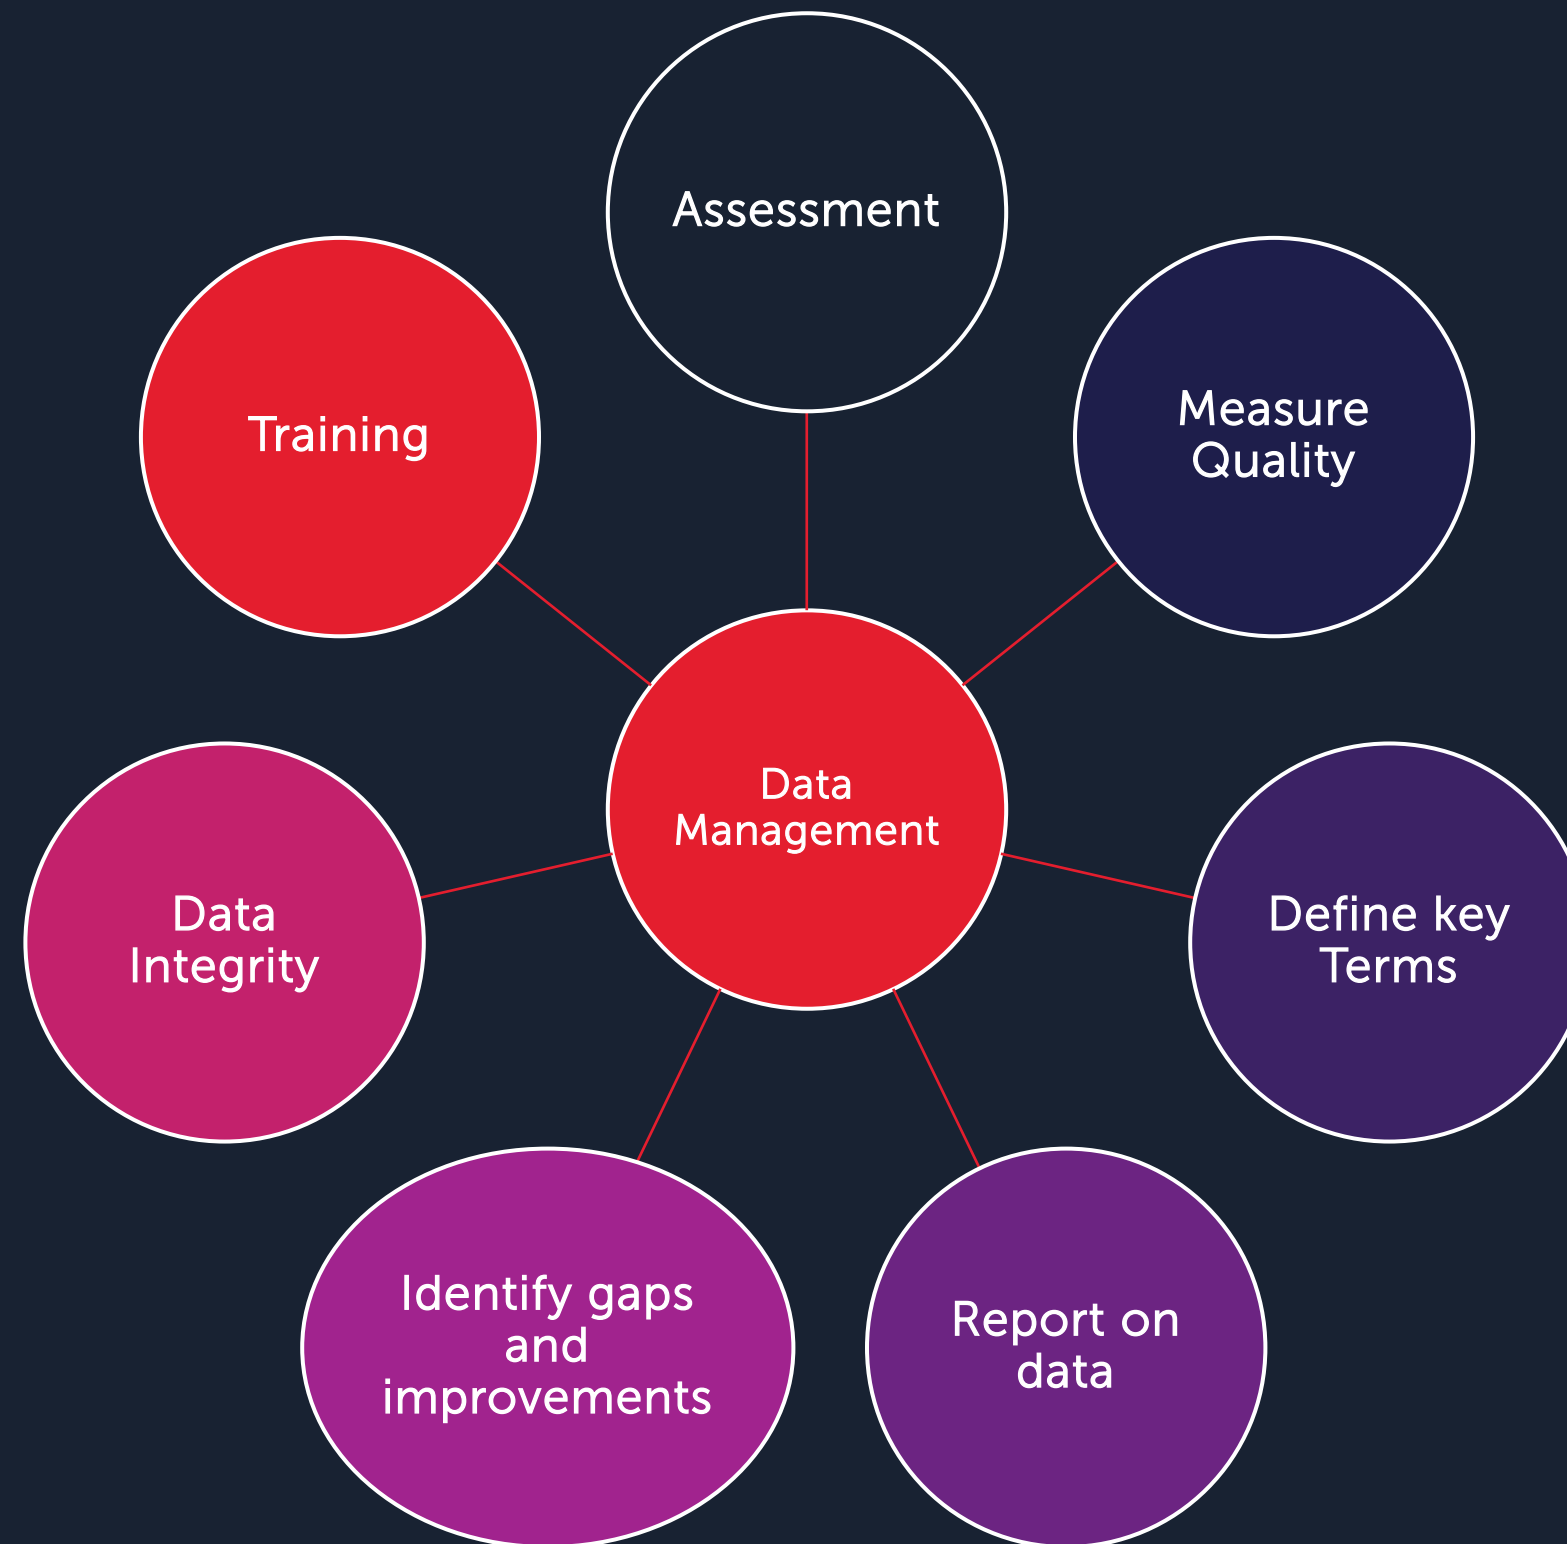 Assessment
Measure
Quality
Define key
Terms
Report on
data
Identify gaps
and
improvements
Data
Integrity
Training
Data
Management